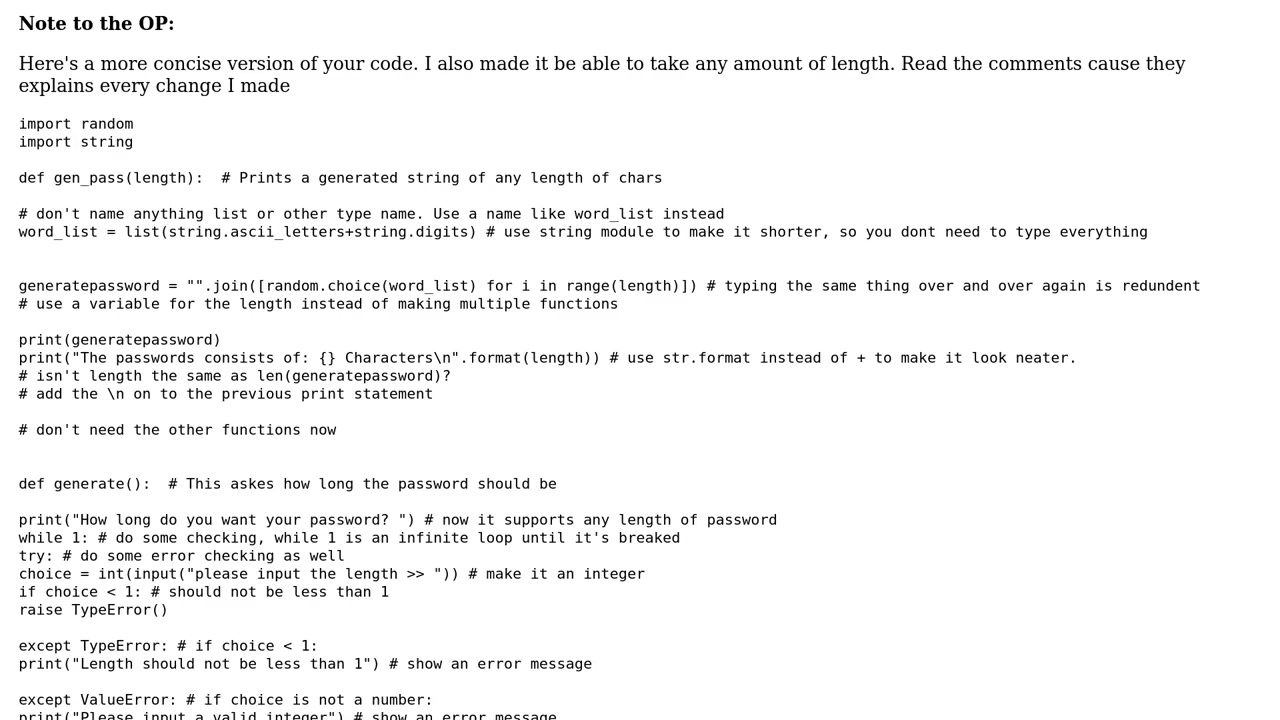 Note to the OP:
Here's a more concise version of your code. I also made it be able to take any amount of length. Read the comments cause they
explains every change I made
import random
import string
def gen_pass(length):  # Prints a generated string of any length of chars
# don't name anything list or other type name. Use a name like word_list instead
word_list = list(string.ascii_letters+string.digits) # use string module to make it shorter, so you dont need to type everything
generatepassword = "".join([random.choice(word_list) for i in range(length)]) # typing the same thing over and over again is redundent
# use a variable for the length instead of making multiple functions
print(generatepassword)
print("The passwords consists of: {} Characters\n".format(length)) # use str.format instead of + to make it look neater.
# isn't length the same as len(generatepassword)?
# add the \n on to the previous print statement
# don't need the other functions now
def generate():  # This askes how long the password should be
print("How long do you want your password? ") # now it supports any length of password
while 1: # do some checking, while 1 is an infinite loop until it's breaked
try: # do some error checking as well
choice = int(input("please input the length >> ")) # make it an integer
if choice < 1: # should not be less than 1
raise TypeError()
except TypeError: # if choice < 1:
print("Length should not be less than 1") # show an error message
except ValueError: # if choice is not a number:
print("Please input a valid integer") # show an error message